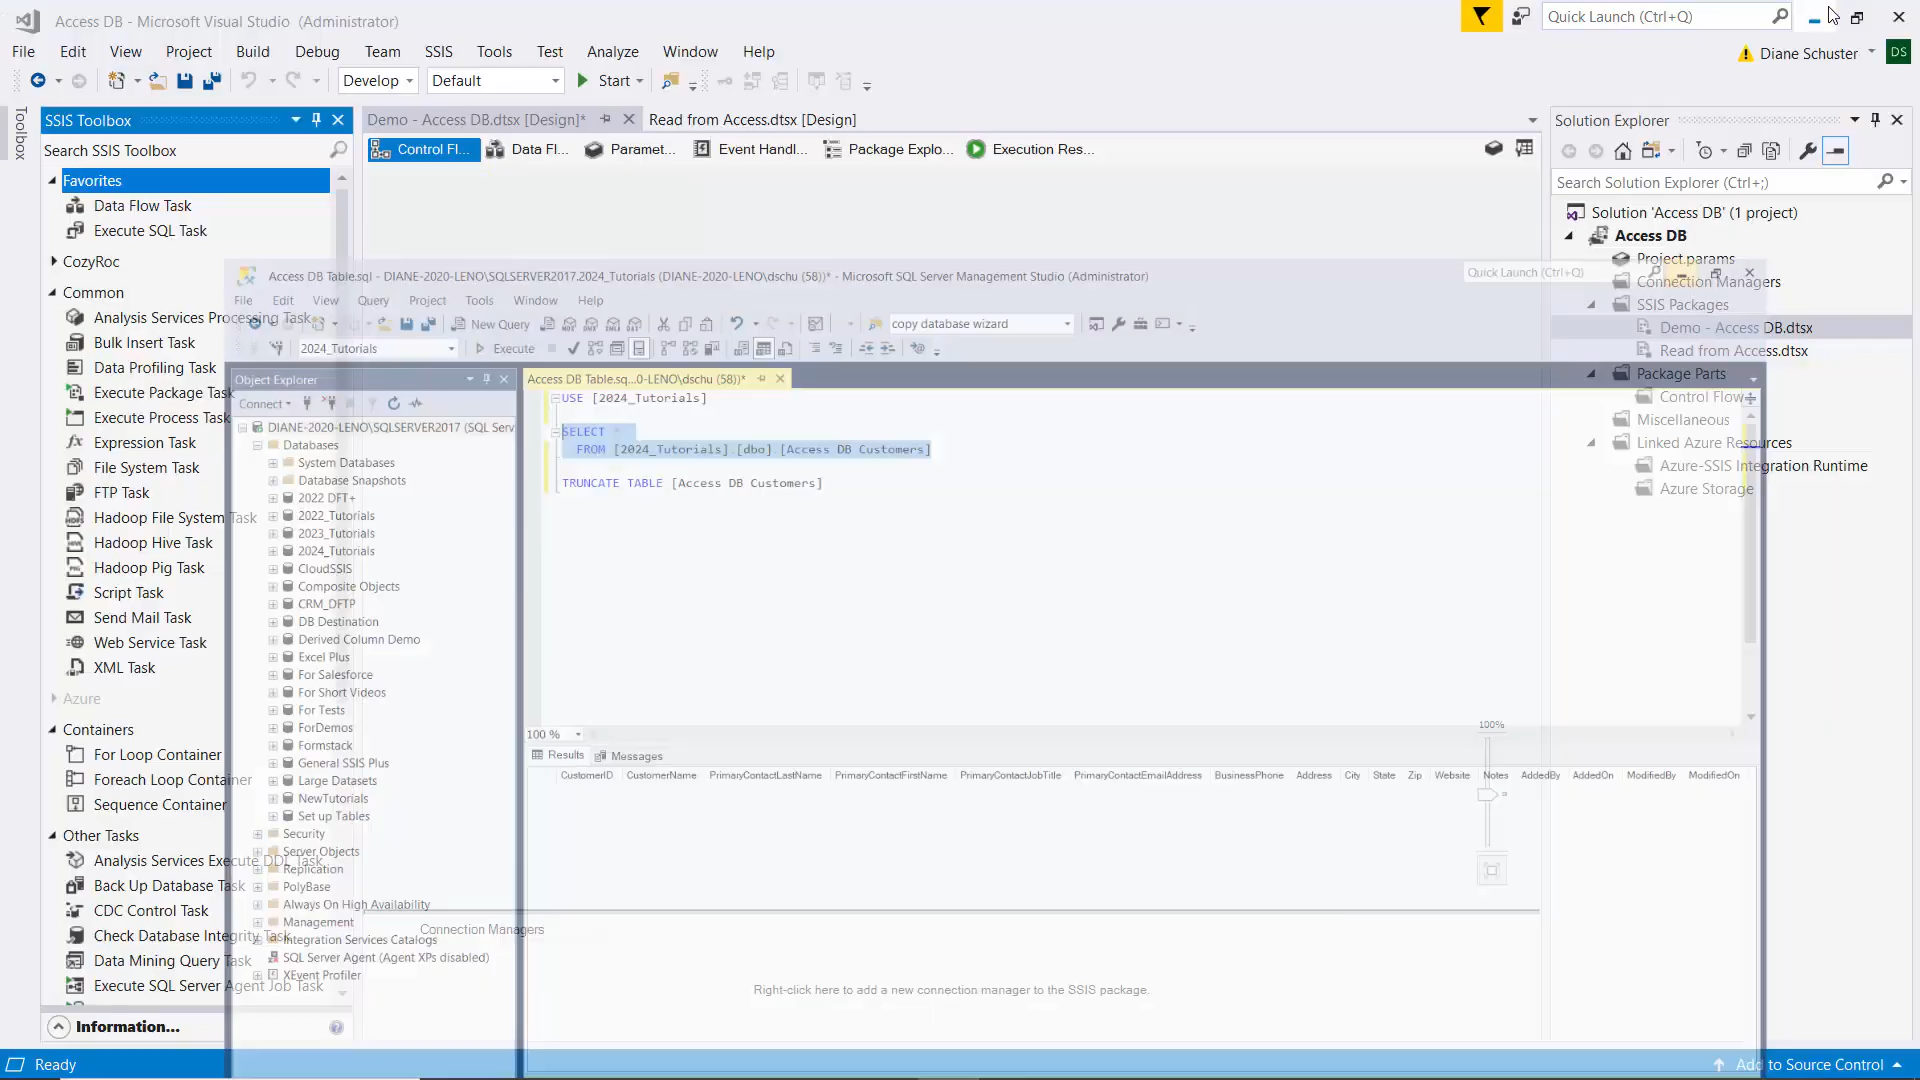 Access DB - Microsoft Visual Studio (Administrator)
Quick Launch (Ctrl+Q)
File Edit View Project Build Debug Team SSIS Tools Test Analyze Window Help
Diane Schuster
DS
Develop
Default
Start
Toolbox
SSIS Toolbox
Search SSIS Toolbox
Favorites
Data Flow Task
Execute SQL Task
CozyRoc
Common
Analysis Services Processing Task
Bulk Insert Task
Data Profiling Task
Execute Package Task
Execute Process Task
Expression Task
File System Task
FTP Task
Hadoop File System Task
Hadoop Hive Task
Hadoop Pig Task
Script Task
Send Mail Task
Web Service Task
XML Task
Azure
Containers
For Loop Container
Foreach Loop Container
Sequence Container
Other Tasks
Analysis Services Execute DDL Task
Back Up Database Task
CDC Control Task
Check Database Integrity Task
Data Mining Query Task
Execute SQL Server Agent Job Task
Information...
Demo - Access DB.dtsx [Design]*
Read from Access.dtsx [Design]
Control Fl...
Data Fl...
Paramet...
Event Handl...
Package Explo...
Execution Res...
Access DB Table.sql - DIANE-2020-LENO\SQLSERVER2017.2024_Tutorials (DIANE-2020-LENO\dschu (58))* - Microsoft SQL Server Management Studio (Administrator)
Quick Launch (Ctrl+Q)
File Edit View Query Project Tools Window Help
New Query
copy database wizard
2024_Tutorials
Execute
Object Explorer
Connect
DIANE-2020-LENO\SQLSERVER2017 (SQL Serv
Databases
System Databases
Database Snapshots
2022 DFT+
2022_Tutorials
2023_Tutorials
2024_Tutorials
CloudSSIS
Composite Objects
CRM_DFTP
DB Destination
Derived Column Demo
Excel Plus
For Salesforce
For Short Videos
For Tests
ForDemos
Formstack
General SSIS Plus
Large Datasets
NewTutorials
Set up Tables
Security
Server Objects
Replication
PolyBase
Always On High Availability
Management
Integration Services Catalogs
SQL Server Agent (Agent XPs disabled)
XEvent Profiler
Access DB Table.sq...0-LENO\dschu (58))*
USE [2024_Tutorials]
SELECT *
FROM [2024_Tutorials].[dbo].[Access DB Customers]
TRUNCATE TABLE [Access DB Customers]
100 %
100%
Results
Messages
CustomerID CustomerName PrimaryContactLastName PrimaryContactFirstName PrimaryContactJobTitle PrimaryContactEmailAddress BusinessPhone Address City State Zip Website Notes AddedBy AddedOn ModifiedBy ModifiedOn
Connection Managers
Right-click here to add a new connection manager to the SSIS package.
Solution Explorer
Search Solution Explorer (Ctrl+;)
Solution 'Access DB' (1 project)
Access DB
Project.params
Connection Managers
SSIS Packages
Demo - Access DB.dtsx
Read from Access.dtsx
Package Parts
Control Flow
Miscellaneous
Linked Azure Resources
Azure-SSIS Integration Runtime
Azure Storage
Ready
Add to Source Control